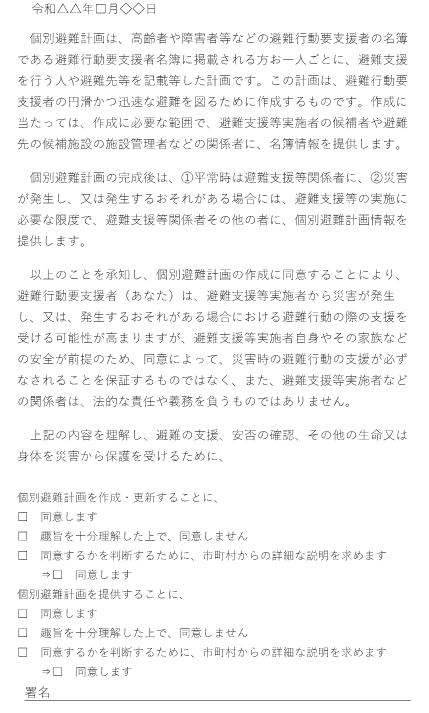 令和△△年□月◇◇日
個別避難計画は、高齢者や障害者等などの避難行動要支援者の名簿
である避難行動要支援者名簿に掲載される方お一人ごとに、避難支援
を行う人や避難先等を記載等した計画です。この計画は、避難行動要
支援者の円滑かつ迅速な避難を図るために作成するものです。作成に
当たっては、作成に必要な範囲で、避難支援等実施者の候補者や避難
先の候補施設の施設管理者などの関係者に、名簿情報を提供します。
個別避難計画の完成後は、①平常時は避難支援等関係者に、②災害
が発生し、又は発生するおそれがある場合には、避難支援等の実施に
必要な限度で、避難支援等関係者その他の者に、個別避難計画情報を
提供します。
以上のことを承知し、個別避難計画の作成に同意することにより、
避難行動要支援者（あなた）は、避難支援等実施者から災害が発生
し、又は、発生するおそれがある場合における避難行動の際の支援を
受ける可能性が高まりますが、避難支援等実施者自身やその家族など
の安全が前提のため、同意によって、災害時の避難行動の支援が必ず
なされることを保証するものではなく、また、避難支援等実施者など
の関係者は、法的な責任や義務を負うものではありません。
上記の内容を理解し、避難の支援、安否の確認、その他の生命又は
身体を災害から保護を受けるために、
個別避難計画を作成・更新することに、
□ 同意します
□ 趣旨を十分理解した上で、同意しません
□ 同意するかを判断するために、市町村からの詳細な説明を求めます
⇒□ 同意します
個別避難計画を提供することに、
□ 同意します
□ 趣旨を十分理解した上で、同意しません
□ 同意するかを判断するために、市町村からの詳細な説明を求めます
⇒□ 同意します
署名